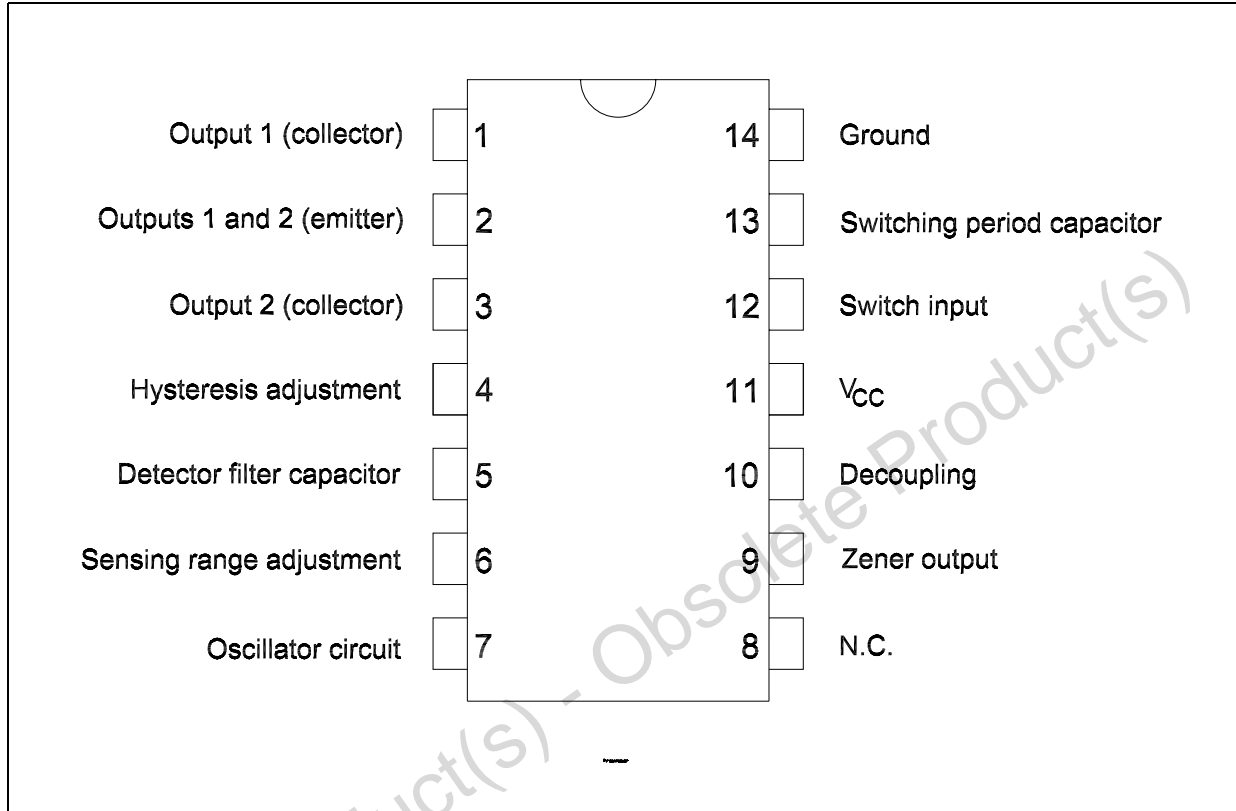 Output 1 (collector) 1 14 Ground
Outputs 1 and 2 (emitter) 2 13 Switching period capacitor
Output 2 (collector) 3 12 Switch input
Hysteresis adjustment 4 11 VCC
Detector filter capacitor 5 10 Decoupling
Sensing range adjustment 6 9 Zener output
Oscillator circuit 7 8 N.C.
uct(s) - Obsolete Product(s)